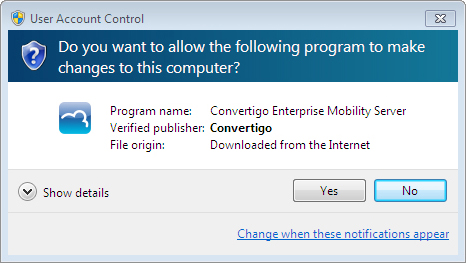 User Account Control
Do you want to allow the following program to make
changes to this computer?
Program name: Convertigo Enterprise Mobility Server
Verified publisher: Convertigo
File origin: Downloaded from the Internet
Show details
Yes
No
Change when these notifications appear